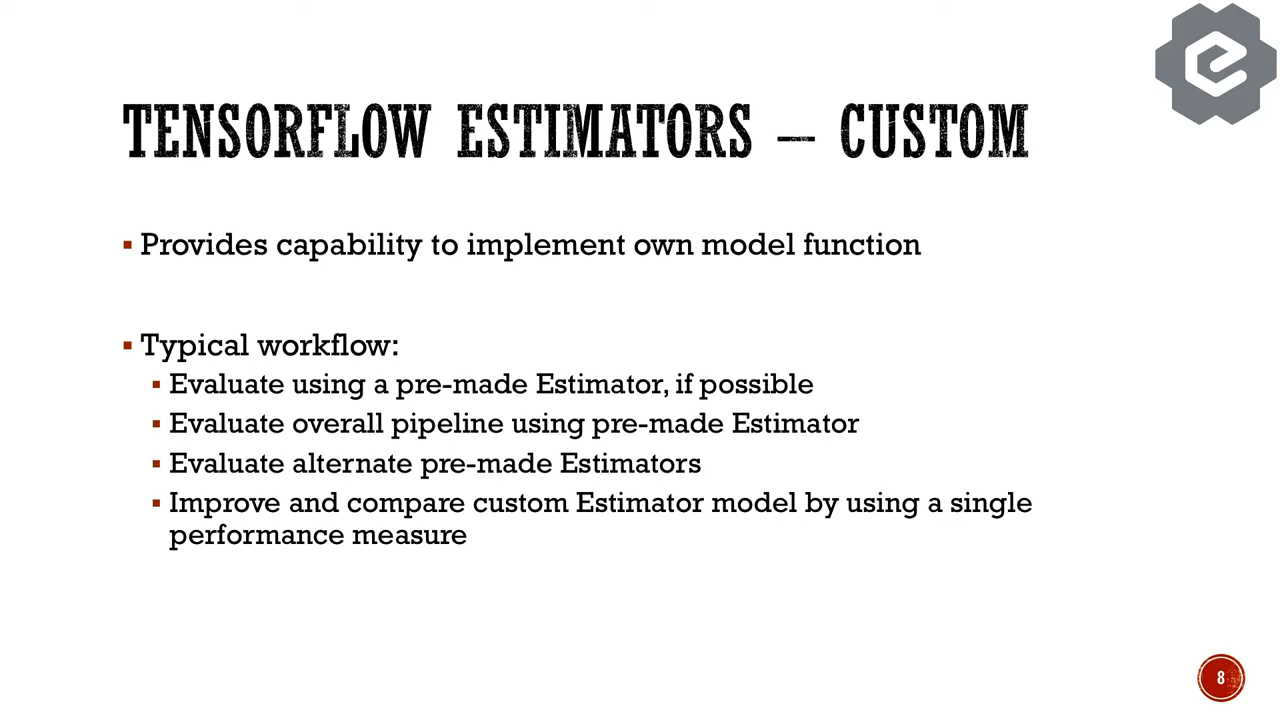 TENSORFLOW ESTIMATORS – CUSTOM
Provides capability to implement own model function
Typical workflow:
Evaluate using a pre-made Estimator, if possible
Evaluate overall pipeline using pre-made Estimator
Evaluate alternate pre-made Estimators
Improve and compare custom Estimator model by using a single
performance measure
8